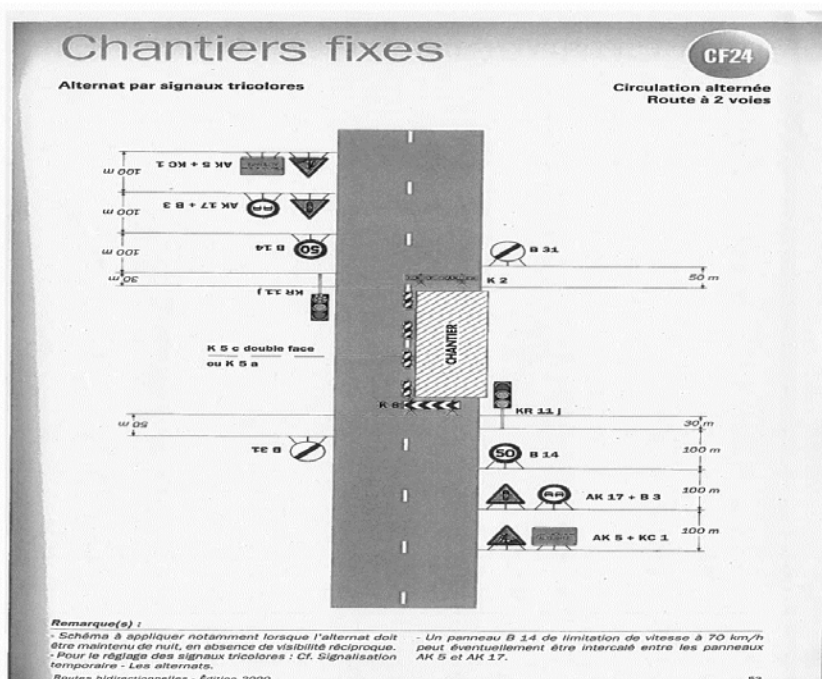 Chantiers fixes
CF24
Alternat par signaux tricolores
Circulation alternée
Route à 2 voies
AK 5 + KC 1
100 m
AK 17 + B 3
100 m
B 14
50
100 m
30 m
KR 11 j
B 31
K 2
50 m
K 5 c double face
ou K 5 a
CHANTIER
K 8
KR 11 j
30 m
50 m
B 31
50
B 14
100 m
AK 17 + B 3
100 m
AK 5 + KC 1
100 m
Remarque(s) :
- Schéma à appliquer notamment lorsque l'alternat doit
être maintenu de nuit, en absence de visibilité réciproque.
- Pour le réglage des signaux tricolores : Cf. Signalisation
temporaire - Les alternats.
- Un panneau B 14 de limitation de vitesse à 70 km/h
peut éventuellement être intercalé entre les panneaux
AK 5 et AK 17.
Routes bidirectionnelles - Édition 2000